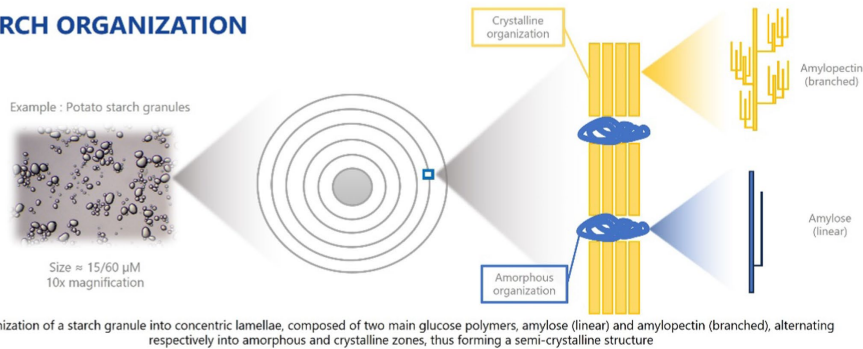 RCH ORGANIZATION
Example : Potato starch granules
Size ≈ 15/60 µM
10x magnification
Crystalline
organization
Amorphous
organization
Amylopectin
(branched)
Amylose
(linear)
nization of a starch granule into concentric lamellae, composed of two main glucose polymers, amylose (linear) and amylopectin (branched), alternating
respectively into amorphous and crystalline zones, thus forming a semi-crystalline structure